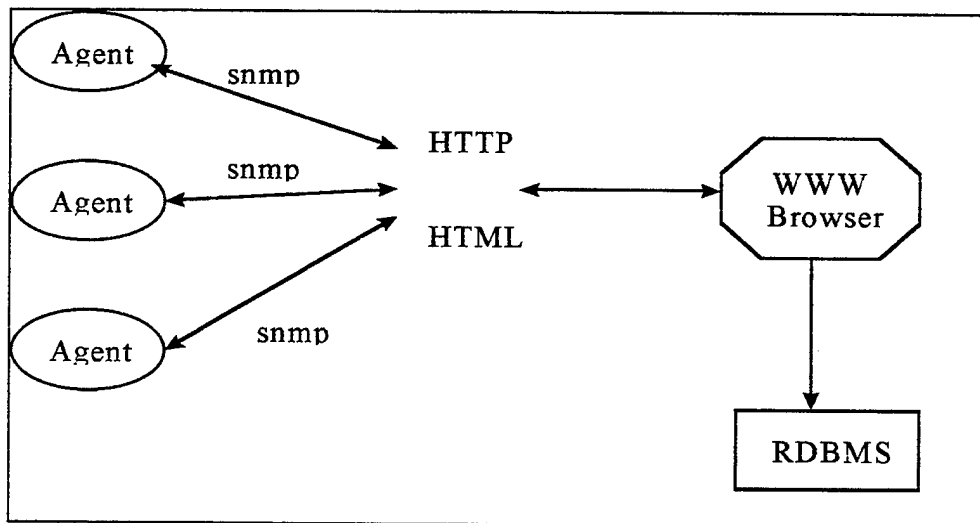 Agent
snmp
HTTP
snmp
Agent
WWW
Browser
HTML
snmp
Agent
RDBMS